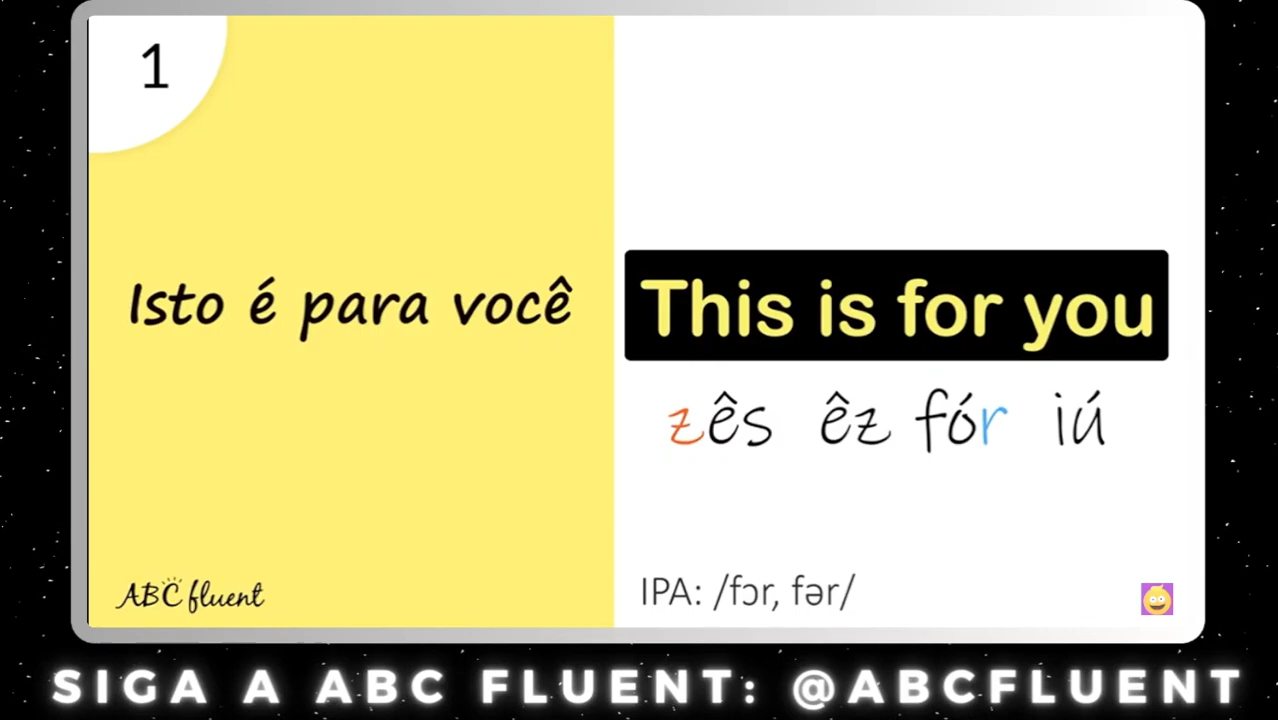 1
Isto é para você
This is for you
zês êz fór iú
ABC fluent
IPA: /fɔr, fər/
SIGA A ABC FLUENT: @ABCFLUENT